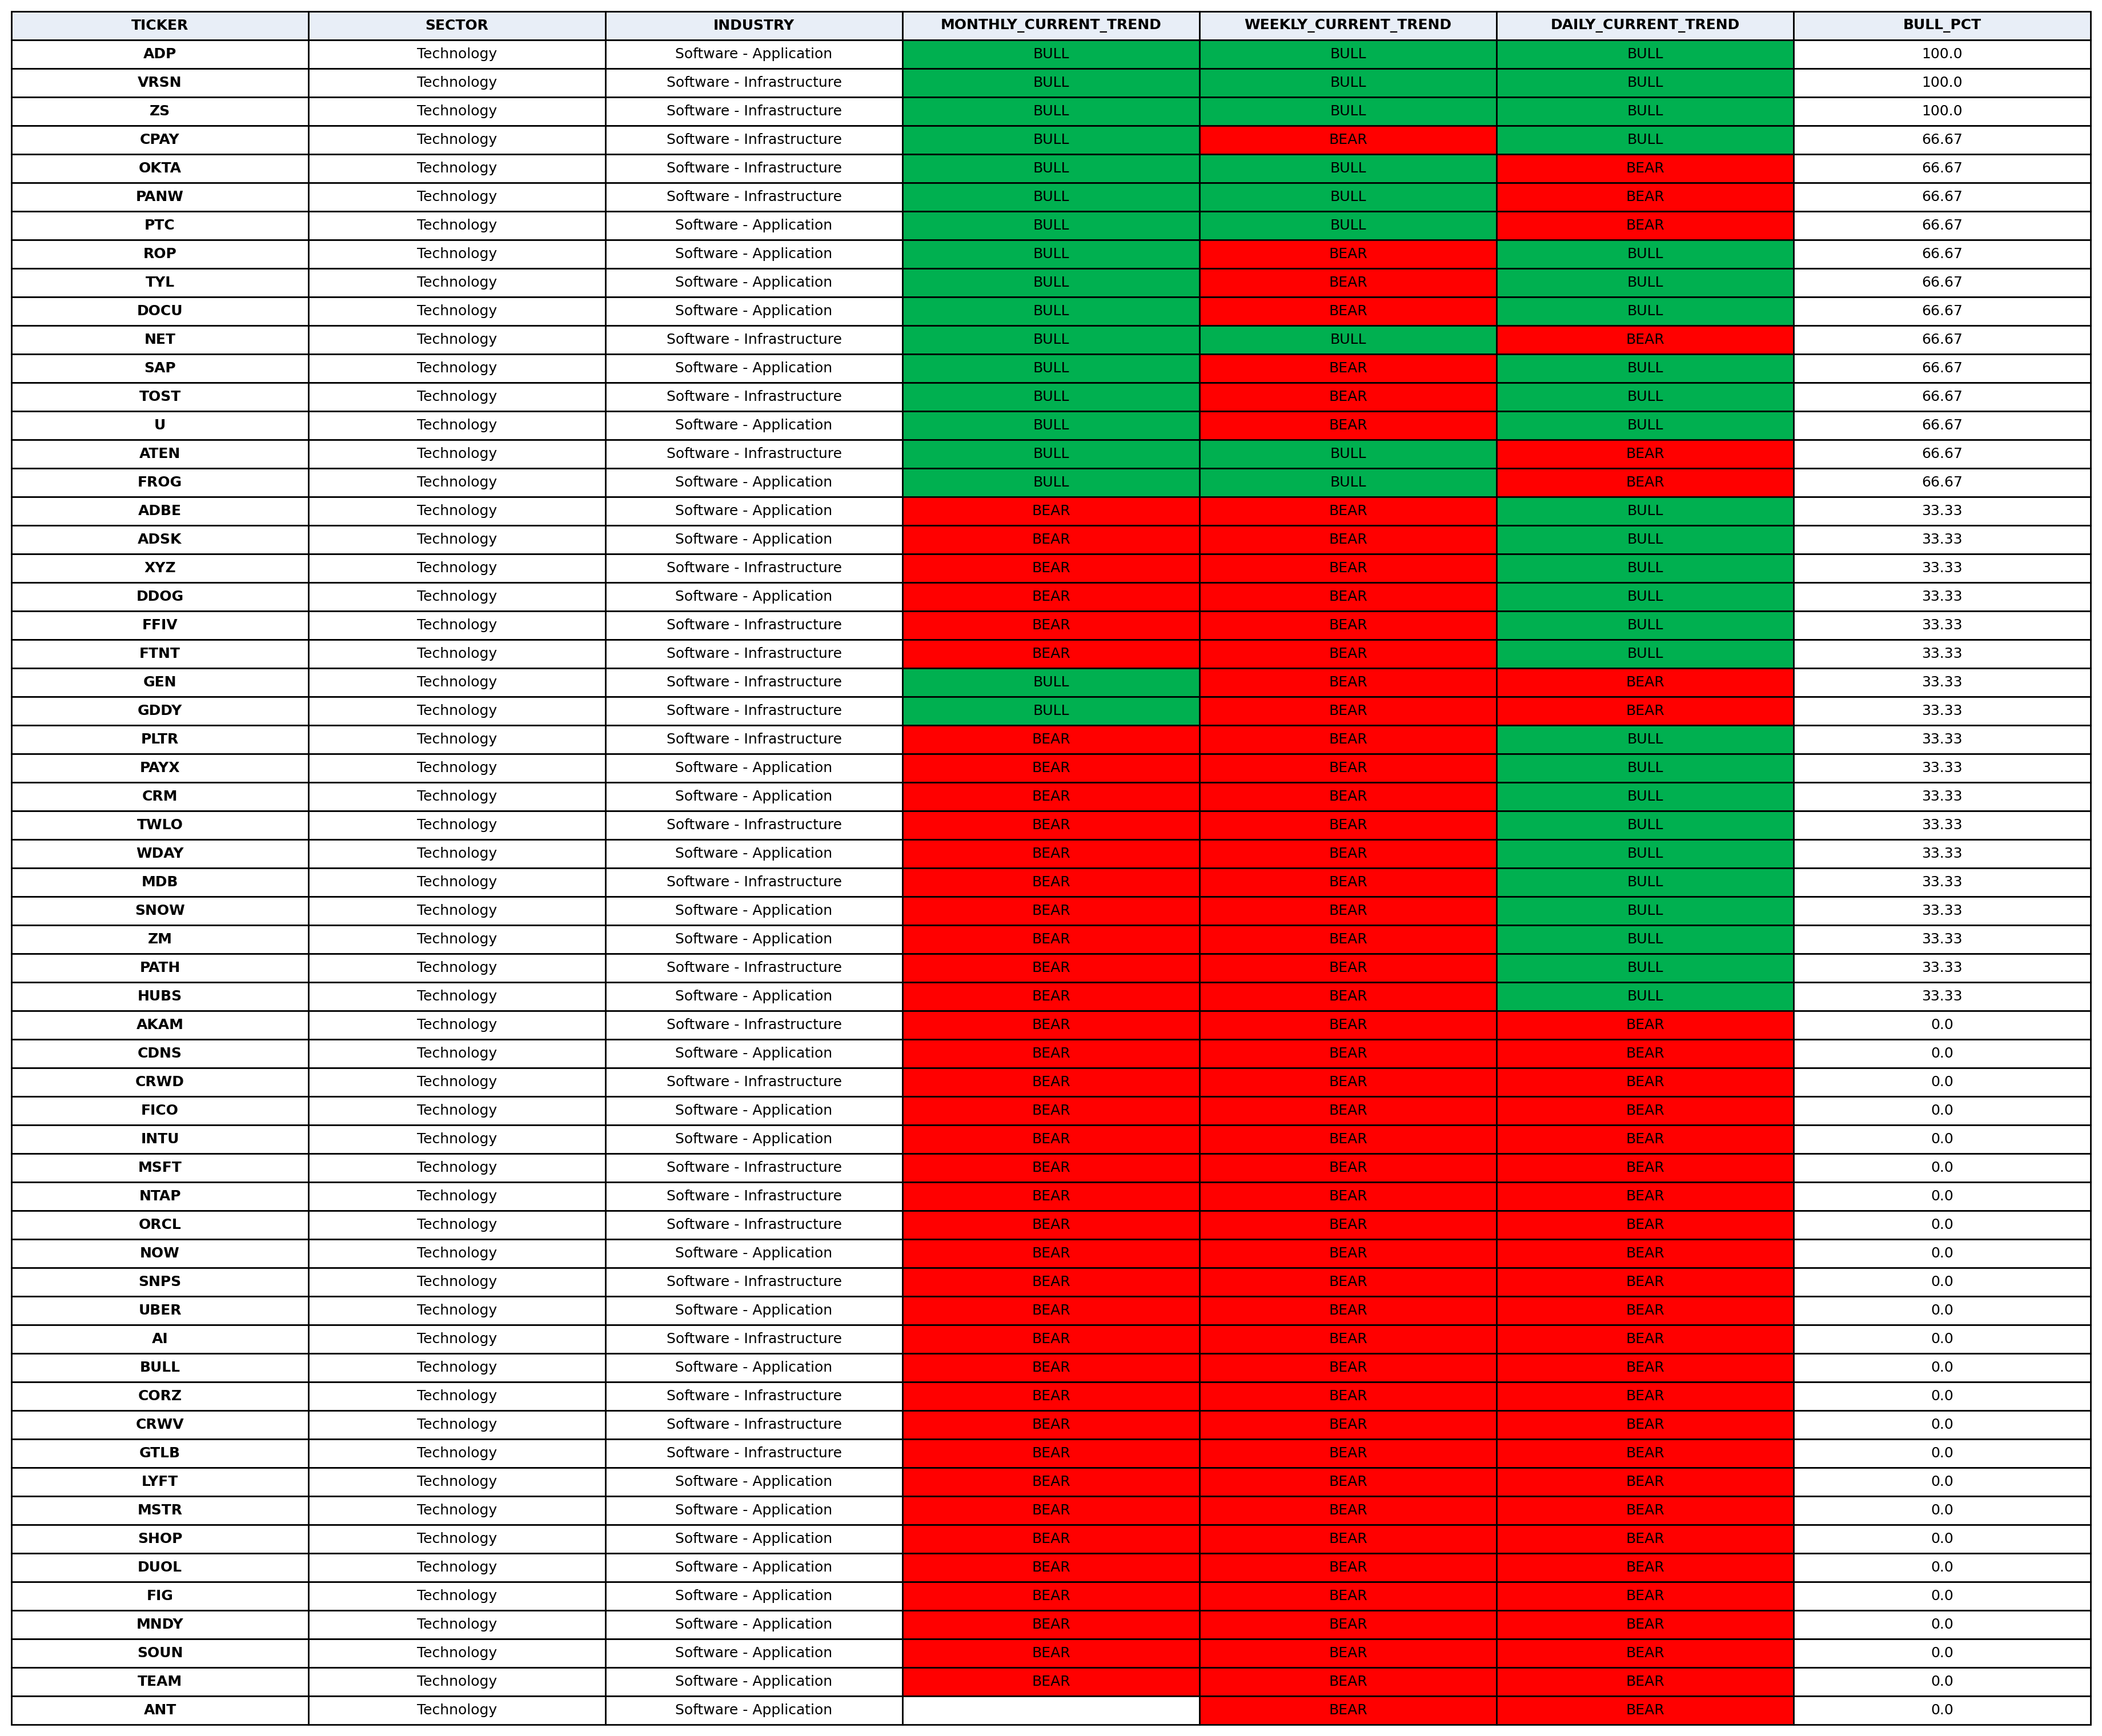 TICKER SECTOR INDUSTRY MONTHLY_CURRENT_TREND WEEKLY_CURRENT_TREND DAILY_CURRENT_TREND BULL_PCT
ADP Technology Software - Application BULL BULL BULL 100.0
VRSN Technology Software - Infrastructure BULL BULL BULL 100.0
ZS Technology Software - Infrastructure BULL BULL BULL 100.0
CPAY Technology Software - Infrastructure BULL BEAR BULL 66.67
OKTA Technology Software - Infrastructure BULL BULL BEAR 66.67
PANW Technology Software - Infrastructure BULL BULL BEAR 66.67
PTC Technology Software - Application BULL BULL BEAR 66.67
ROP Technology Software - Application BULL BEAR BULL 66.67
TYL Technology Software - Application BULL BEAR BULL 66.67
DOCU Technology Software - Application BULL BEAR BULL 66.67
NET Technology Software - Infrastructure BULL BULL BEAR 66.67
SAP Technology Software - Application BULL BEAR BULL 66.67
TOST Technology Software - Infrastructure BULL BEAR BULL 66.67
U Technology Software - Application BULL BEAR BULL 66.67
ATEN Technology Software - Infrastructure BULL BULL BEAR 66.67
FROG Technology Software - Application BULL BULL BEAR 66.67
ADBE Technology Software - Application BEAR BEAR BULL 33.33
ADSK Technology Software - Application BEAR BEAR BULL 33.33
XYZ Technology Software - Infrastructure BEAR BEAR BULL 33.33
DDOG Technology Software - Application BEAR BEAR BULL 33.33
FFIV Technology Software - Infrastructure BEAR BEAR BULL 33.33
FTNT Technology Software - Infrastructure BEAR BEAR BULL 33.33
GEN Technology Software - Infrastructure BULL BEAR BEAR 33.33
GDDY Technology Software - Infrastructure BULL BEAR BEAR 33.33
PLTR Technology Software - Infrastructure BEAR BEAR BULL 33.33
PAYX Technology Software - Application BEAR BEAR BULL 33.33
CRM Technology Software - Application BEAR BEAR BULL 33.33
TWLO Technology Software - Infrastructure BEAR BEAR BULL 33.33
WDAY Technology Software - Application BEAR BEAR BULL 33.33
MDB Technology Software - Infrastructure BEAR BEAR BULL 33.33
SNOW Technology Software - Application BEAR BEAR BULL 33.33
ZM Technology Software - Application BEAR BEAR BULL 33.33
PATH Technology Software - Infrastructure BEAR BEAR BULL 33.33
HUBS Technology Software - Application BEAR BEAR BULL 33.33
AKAM Technology Software - Infrastructure BEAR BEAR BEAR 0.0
CDNS Technology Software - Application BEAR BEAR BEAR 0.0
CRWD Technology Software - Infrastructure BEAR BEAR BEAR 0.0
FICO Technology Software - Application BEAR BEAR BEAR 0.0
INTU Technology Software - Application BEAR BEAR BEAR 0.0
MSFT Technology Software - Infrastructure BEAR BEAR BEAR 0.0
NTAP Technology Software - Infrastructure BEAR BEAR BEAR 0.0
ORCL Technology Software - Infrastructure BEAR BEAR BEAR 0.0
NOW Technology Software - Application BEAR BEAR BEAR 0.0
SNPS Technology Software - Infrastructure BEAR BEAR BEAR 0.0
UBER Technology Software - Application BEAR BEAR BEAR 0.0
AI Technology Software - Infrastructure BEAR BEAR BEAR 0.0
BULL Technology Software - Application BEAR BEAR BEAR 0.0
CORZ Technology Software - Infrastructure BEAR BEAR BEAR 0.0
CRWV Technology Software - Infrastructure BEAR BEAR BEAR 0.0
GTLB Technology Software - Infrastructure BEAR BEAR BEAR 0.0
LYFT Technology Software - Application BEAR BEAR BEAR 0.0
MSTR Technology Software - Application BEAR BEAR BEAR 0.0
SHOP Technology Software - Application BEAR BEAR BEAR 0.0
DUOL Technology Software - Application BEAR BEAR BEAR 0.0
FIG Technology Software - Application BEAR BEAR BEAR 0.0
MNDY Technology Software - Application BEAR BEAR BEAR 0.0
SOUN Technology Software - Application BEAR BEAR BEAR 0.0
TEAM Technology Software - Application BEAR BEAR BEAR 0.0
ANT Technology Software - Application BEAR BEAR 0.0